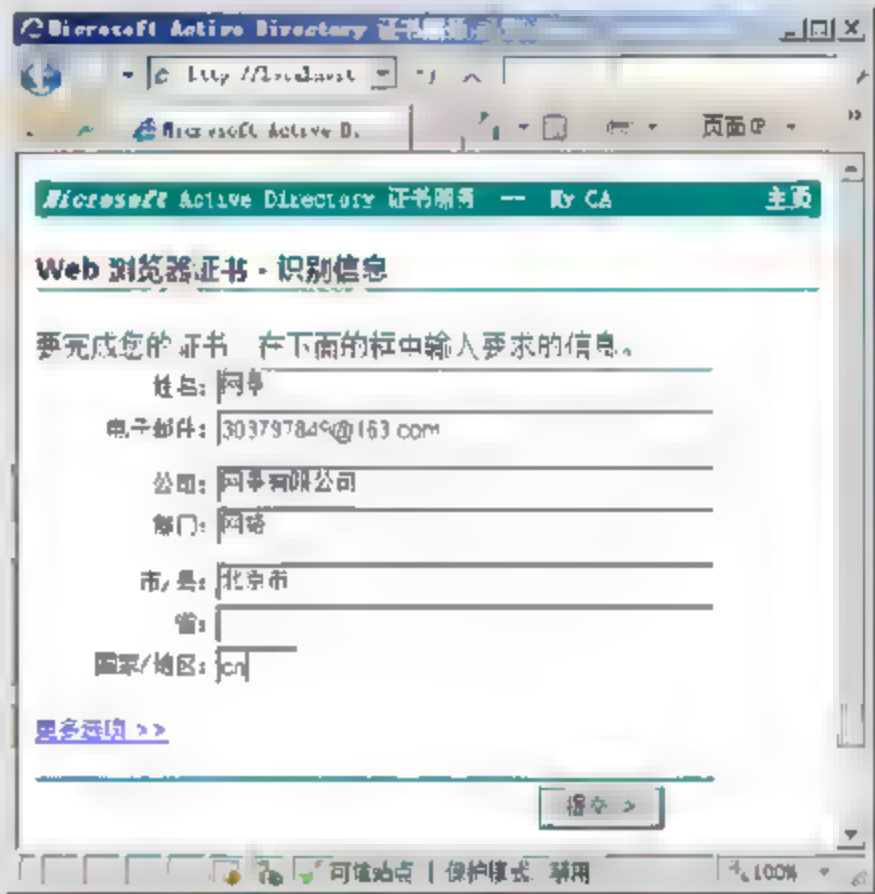 Microsoft Active Directory 证书服务
http://localhost
Microsoft Active D.
页面(P)
»
Microsoft Active Directory 证书服务 -- My CA 主页
Web 浏览器证书 - 识别信息
要完成您的证书，在下面的框中输入要求的信息。
姓名:
电子邮件: 303797849@163.com
公司: 有限公司
部门: 网络
市/县: 北京市
省:
国家/地区: cn
更多选项 >>
提交 >
可信站点 | 保护模式: 禁用
100%